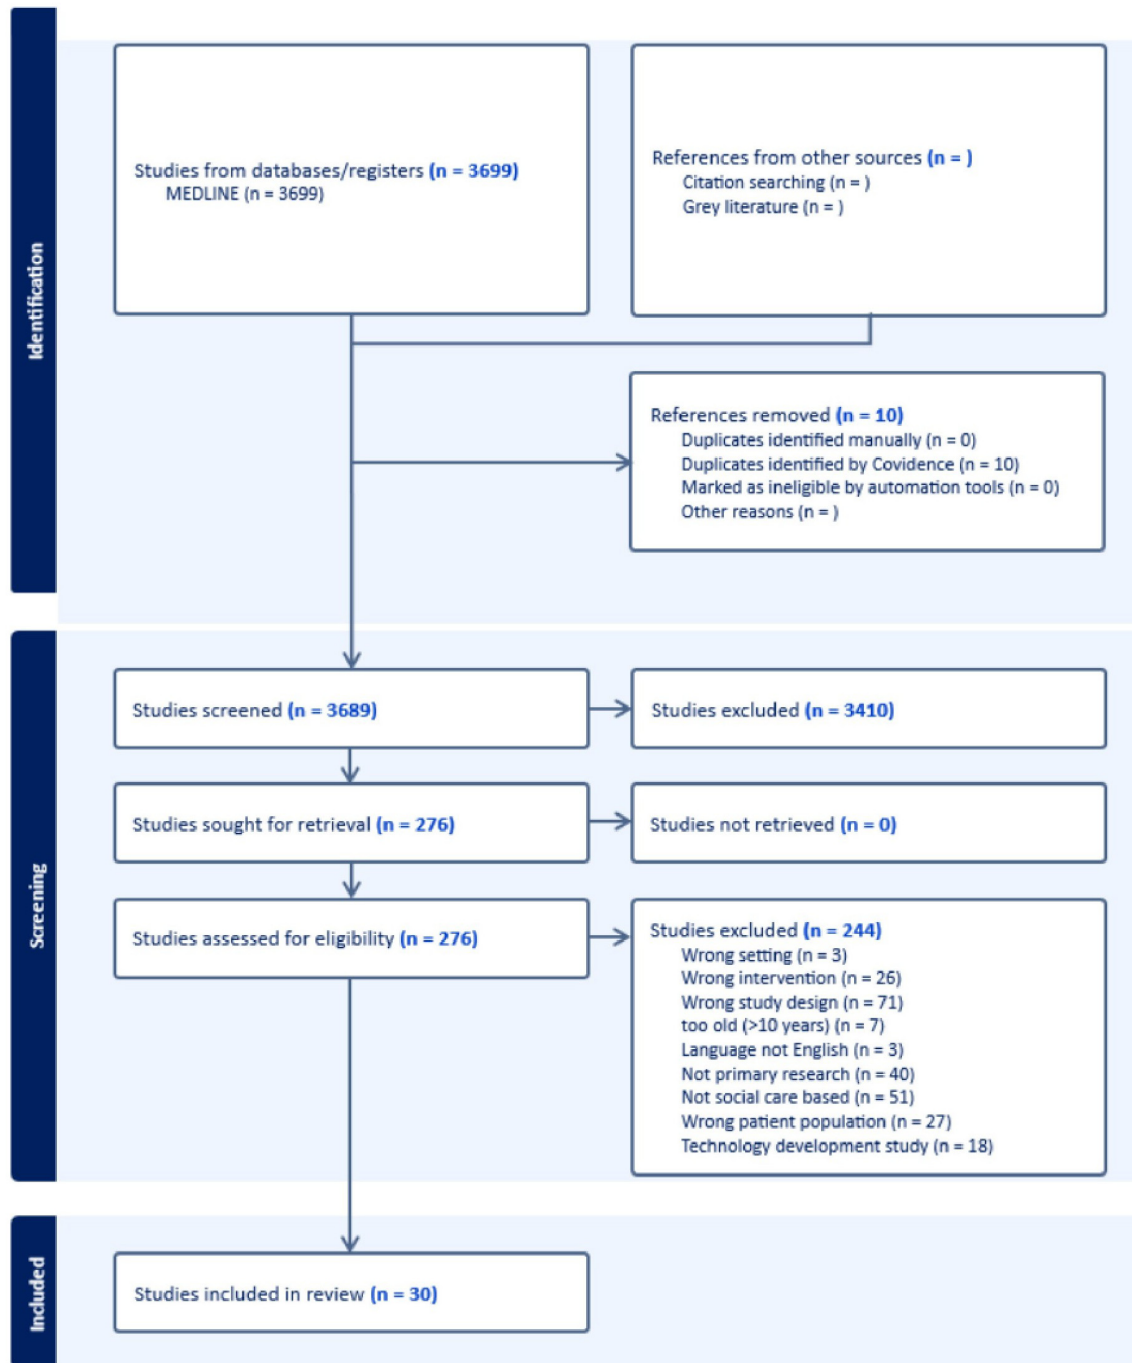 Identification
Studies from databases/registers (n = 3699)
MEDLINE (n = 3699)
References from other sources (n = )
Citation searching (n = )
Grey literature (n = )
References removed (n = 10)
Duplicates identified manually (n = 0)
Duplicates identified by Covidence (n = 10)
Marked as ineligible by automation tools (n = 0)
Other reasons (n = )
Screening
Studies screened (n = 3689)
Studies excluded (n = 3410)
Studies sought for retrieval (n = 276)
Studies not retrieved (n = 0)
Studies assessed for eligibility (n = 276)
Studies excluded (n = 244)
Wrong setting (n = 3)
Wrong intervention (n = 26)
Wrong study design (n = 71)
too old (>10 years) (n = 7)
Language not English (n = 3)
Not primary research (n = 40)
Not social care based (n = 51)
Wrong patient population (n = 27)
Technology development study (n = 18)
Included
Studies included in review (n = 30)